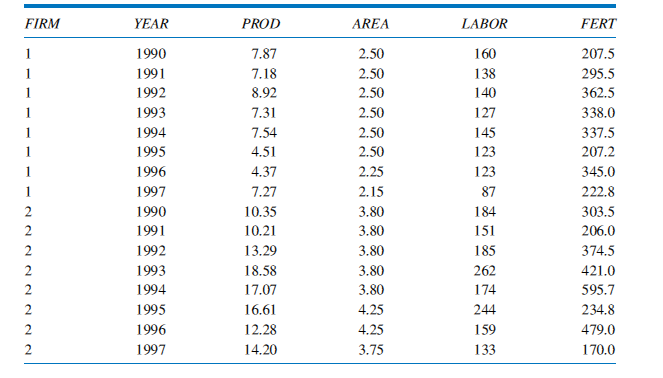 FIRM YEAR PROD AREA LABOR FERT
1 1990 7.87 2.50 160 207.5
1 1991 7.18 2.50 138 295.5
1 1992 8.92 2.50 140 362.5
1 1993 7.31 2.50 127 338.0
1 1994 7.54 2.50 145 337.5
1 1995 4.51 2.50 123 207.2
1 1996 4.37 2.25 123 345.0
1 1997 7.27 2.15 87 222.8
2 1990 10.35 3.80 184 303.5
2 1991 10.21 3.80 151 206.0
2 1992 13.29 3.80 185 374.5
2 1993 18.58 3.80 262 421.0
2 1994 17.07 3.80 174 595.7
2 1995 16.61 4.25 244 234.8
2 1996 12.28 4.25 159 479.0
2 1997 14.20 3.75 133 170.0